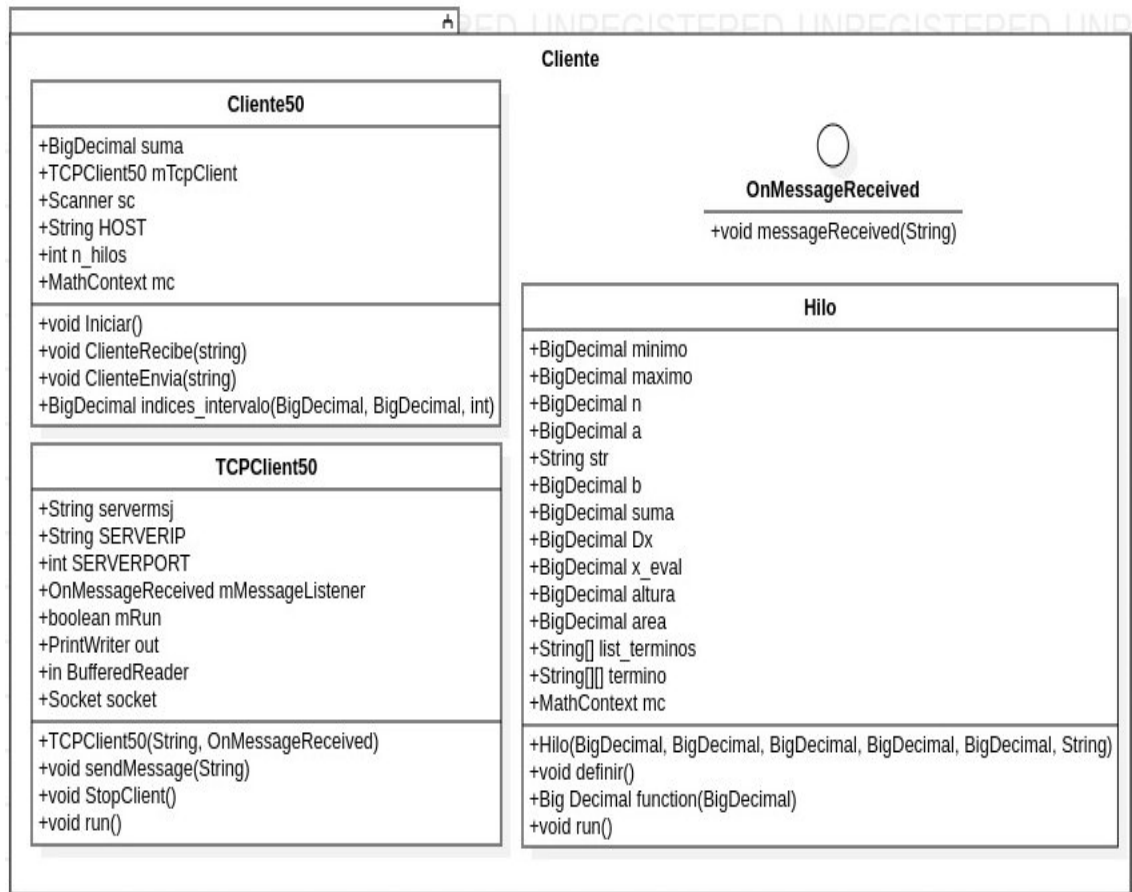 RED UNREGISTERED UNREGISTERED UNR
Cliente
Cliente50
+BigDecimal suma
+TCPClient50 mTcpClient
+Scanner sc
+String HOST
+int n_hilos
+MathContext mc
+void Iniciar()
+void ClienteRecibe(string)
+void ClienteEnvia(string)
+BigDecimal indices_intervalo(BigDecimal, BigDecimal, int)
TCPClient50
+String servermsj
+String SERVERIP
+int SERVERPORT
+OnMessageReceived mMessageListener
+boolean mRun
+PrintWriter out
+in BufferedReader
+Socket socket
+TCPClient50(String, OnMessageReceived)
+void sendMessage(String)
+void StopClient()
+void run()
OnMessageReceived
+void messageReceived(String)
Hilo
+BigDecimal minimo
+BigDecimal maximo
+BigDecimal n
+BigDecimal a
+String str
+BigDecimal b
+BigDecimal suma
+BigDecimal Dx
+BigDecimal x_eval
+BigDecimal altura
+BigDecimal area
+String[] list_terminos
+String[][] termino
+MathContext mc
+Hilo(BigDecimal, BigDecimal, BigDecimal, BigDecimal, BigDecimal, String)
+void definir()
+Big Decimal function(BigDecimal)
+void run()